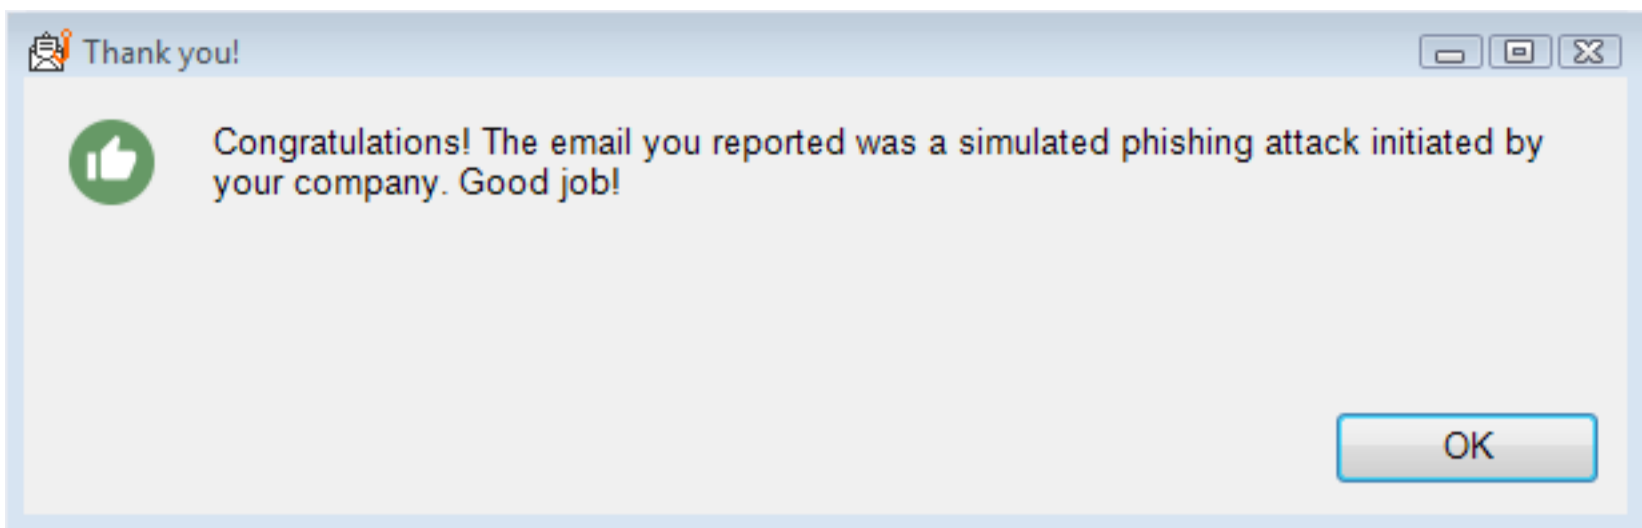 Thank you!
Congratulations! The email you reported was a simulated phishing attack initiated by
your company. Good job!
OK